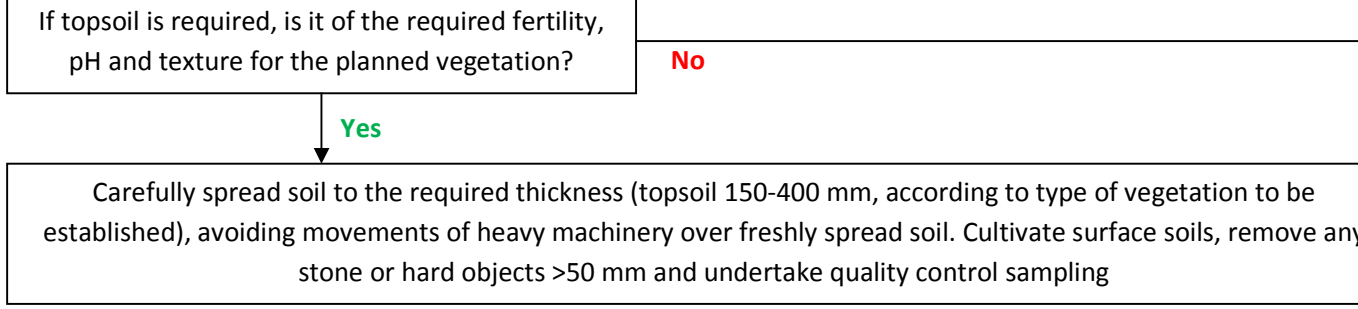 If topsoil is required, is it of the required fertility,
pH and texture for the planned vegetation?
No
Yes
Carefully spread soil to the required thickness (topsoil 150-400 mm, according to type of vegetation to be
established), avoiding movements of heavy machinery over freshly spread soil. Cultivate surface soils, remove any
stone or hard objects >50 mm and undertake quality control sampling